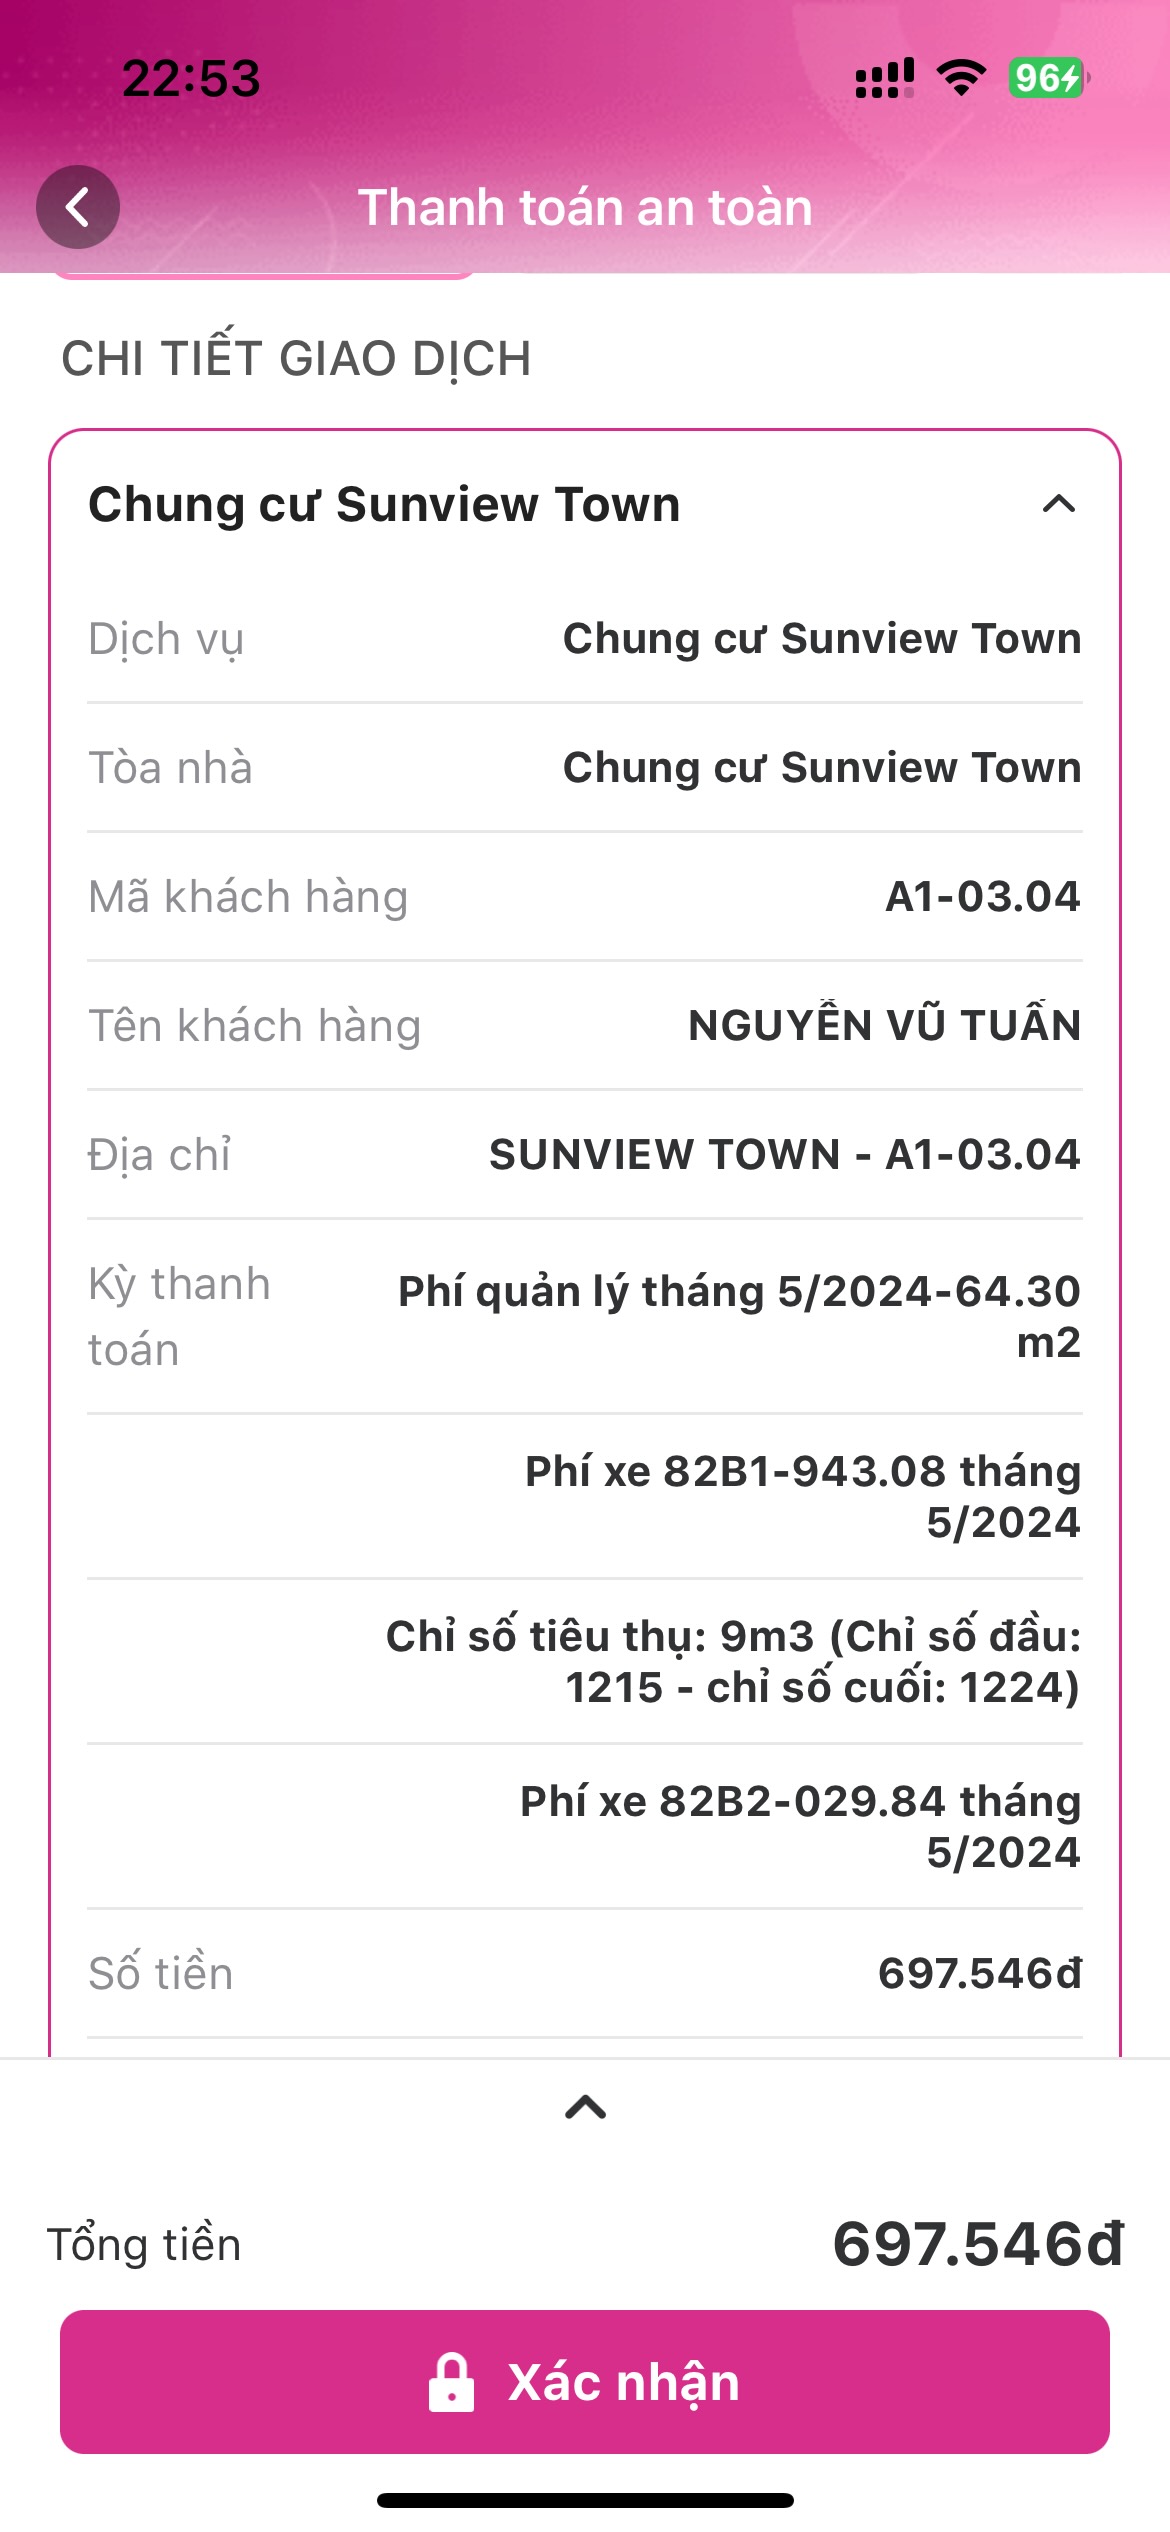 22:53
96
Thanh toán an toàn
CHI TIẾT GIAO DỊCH
Chung cư Sunview Town
Dịch vụ Chung cư Sunview Town
Tòa nhà Chung cư Sunview Town
Mã khách hàng A1-03.04
Tên khách hàng NGUYỄN VŨ TUẤN
Địa chỉ SUNVIEW TOWN - A1-03.04
Kỳ thanh toán Phí quản lý tháng 5/2024-64.30
m2
Phí xe 82B1-943.08 tháng
5/2024
Chỉ số tiêu thụ: 9m3 (Chỉ số đầu:
1215 - chỉ số cuối: 1224)
Phí xe 82B2-029.84 tháng
5/2024
Số tiền 697.546đ
Tổng tiền 697.546đ
Xác nhận